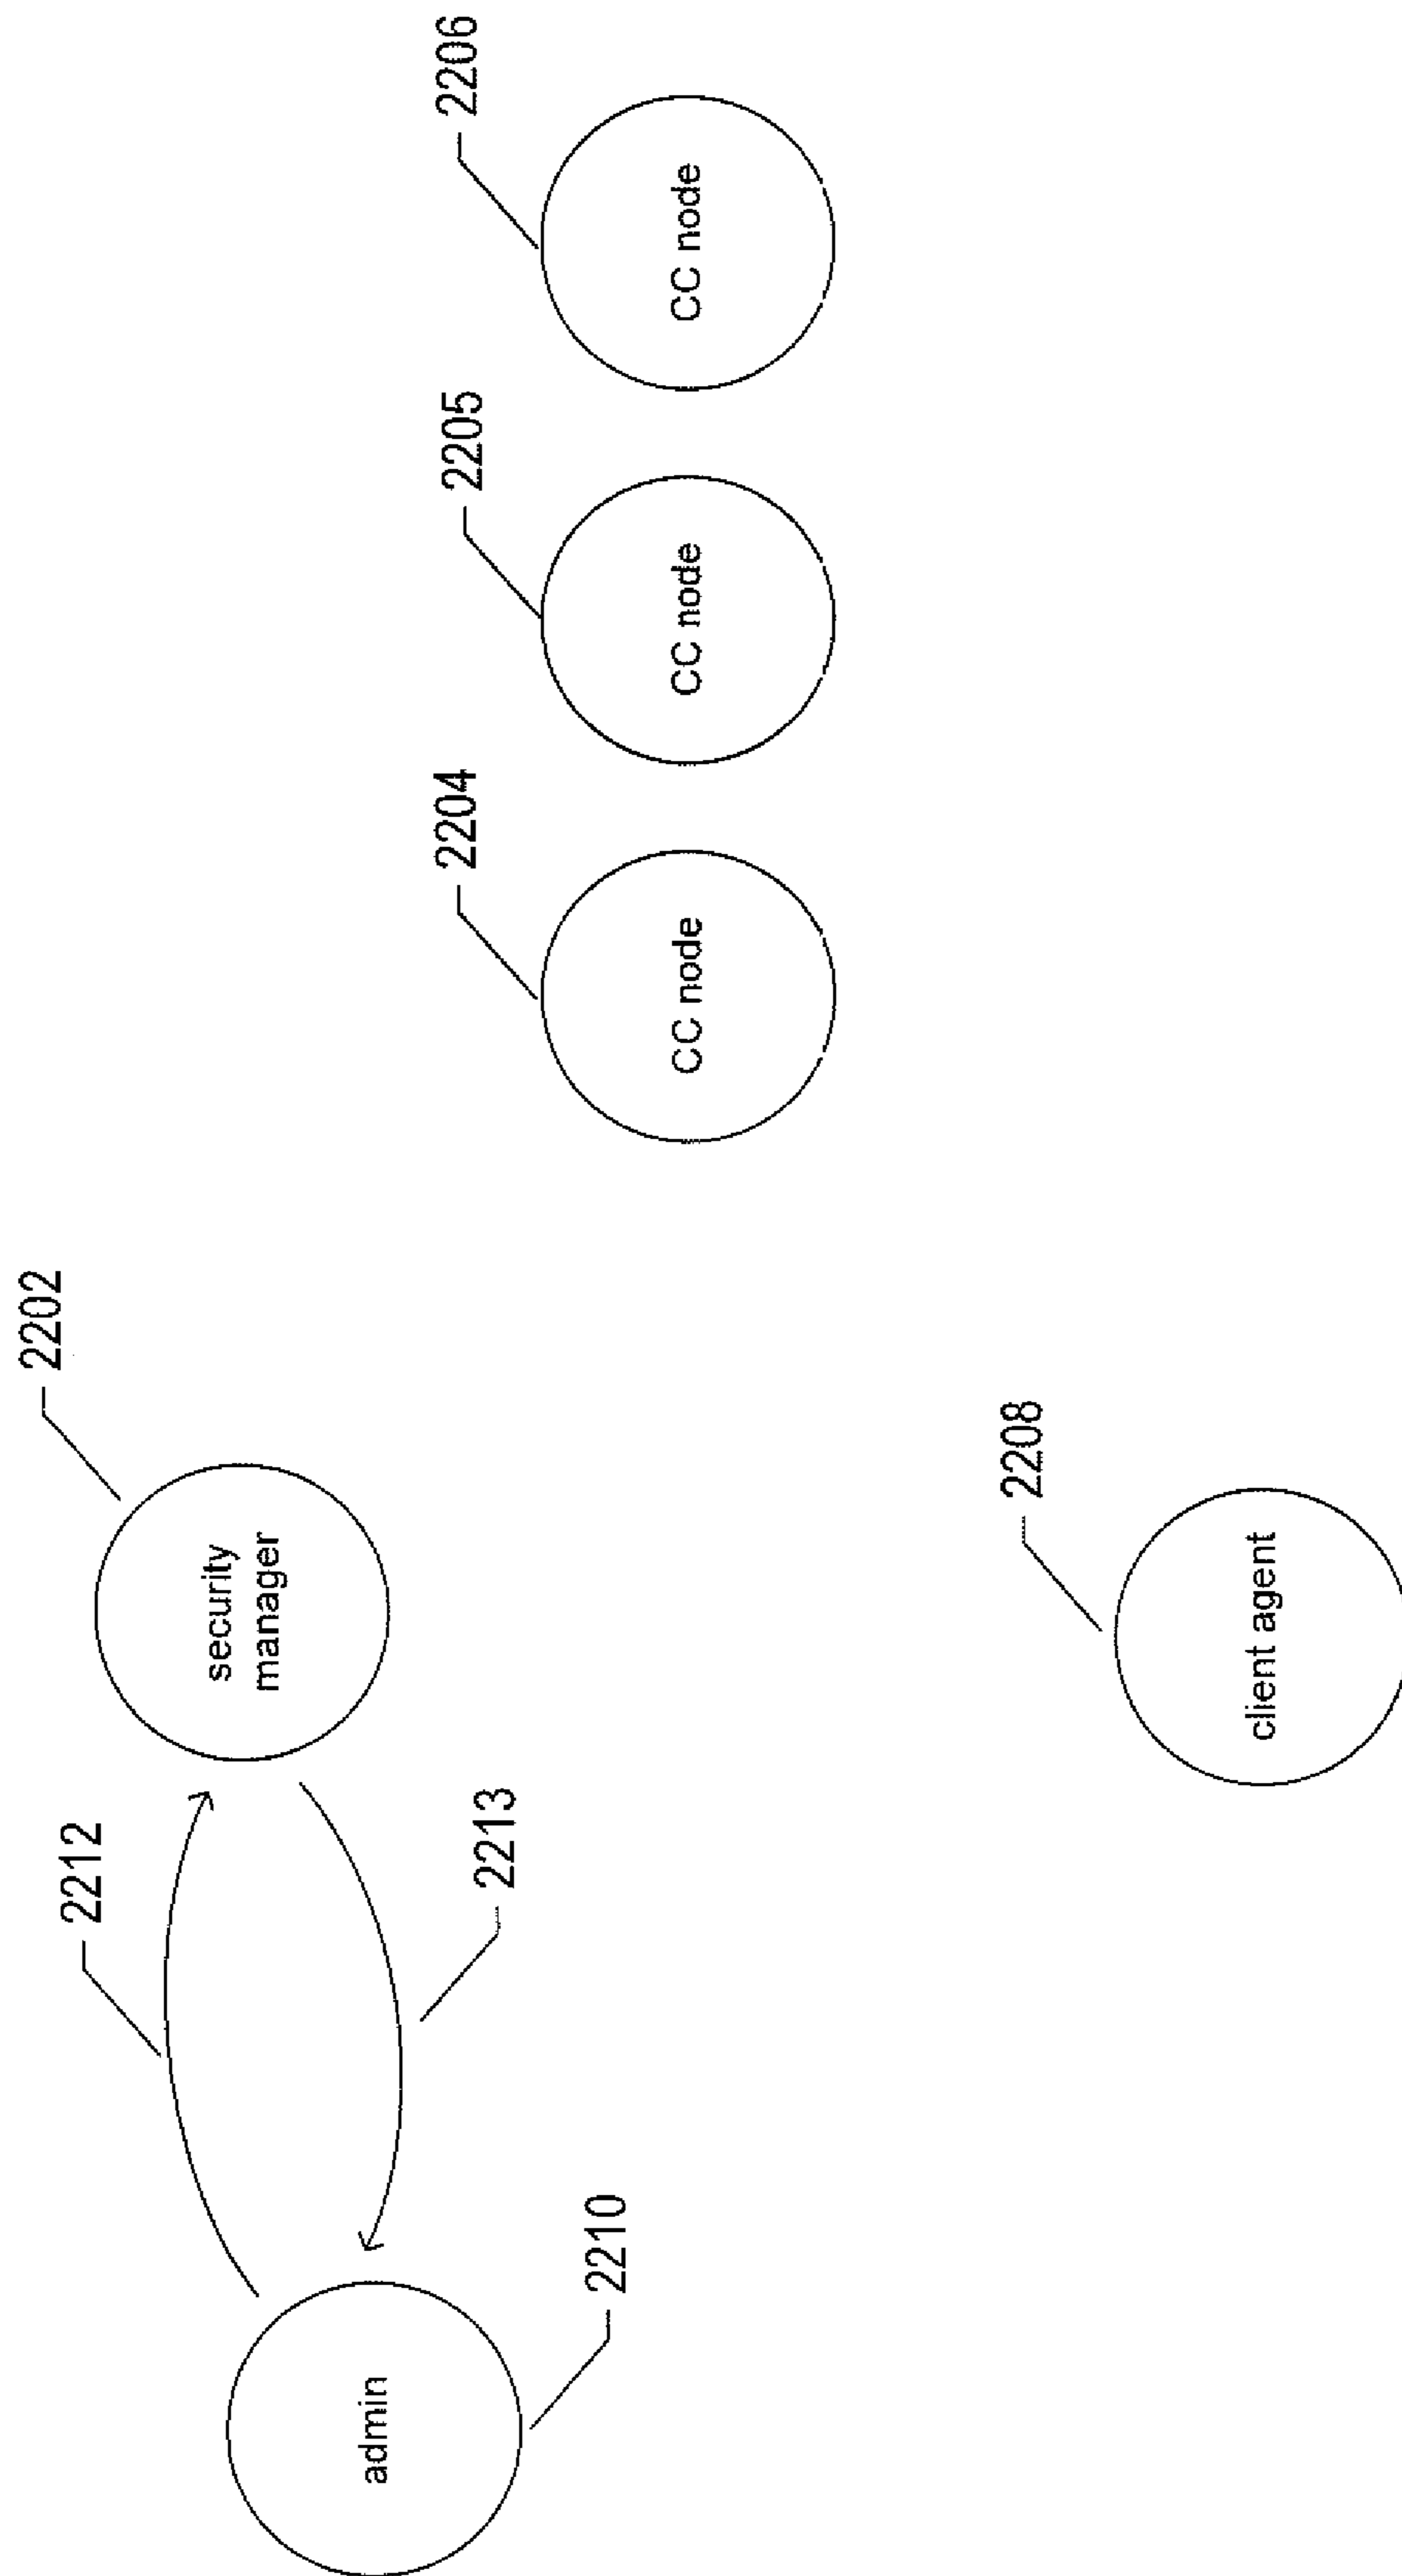 2202
security
manager
2212
2213
admin
2210
2204
CC node
2205
CC node
2206
CC node
2208
client agent